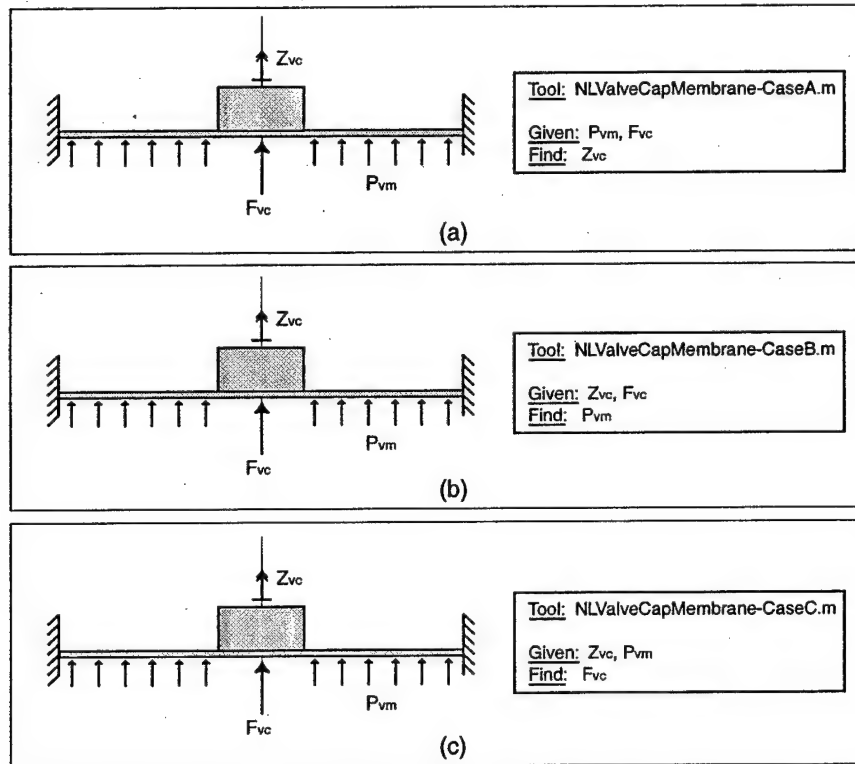 Zvc
Tool: NLValveCapMembrane-CaseA.m
Given: Pvm, Fvc
Find: Zvc
Pvm
Fvc
(a)
Zvc
Tool: NLValveCapMembrane-CaseB.m
Given: Zvc, Fvc
Find: Pvm
Pvm
Fvc
(b)
Zvc
Tool: NLValveCapMembrane-CaseC.m
Given: Zvc, Pvm
Find: Fvc
Pvm
Fvc
(c)